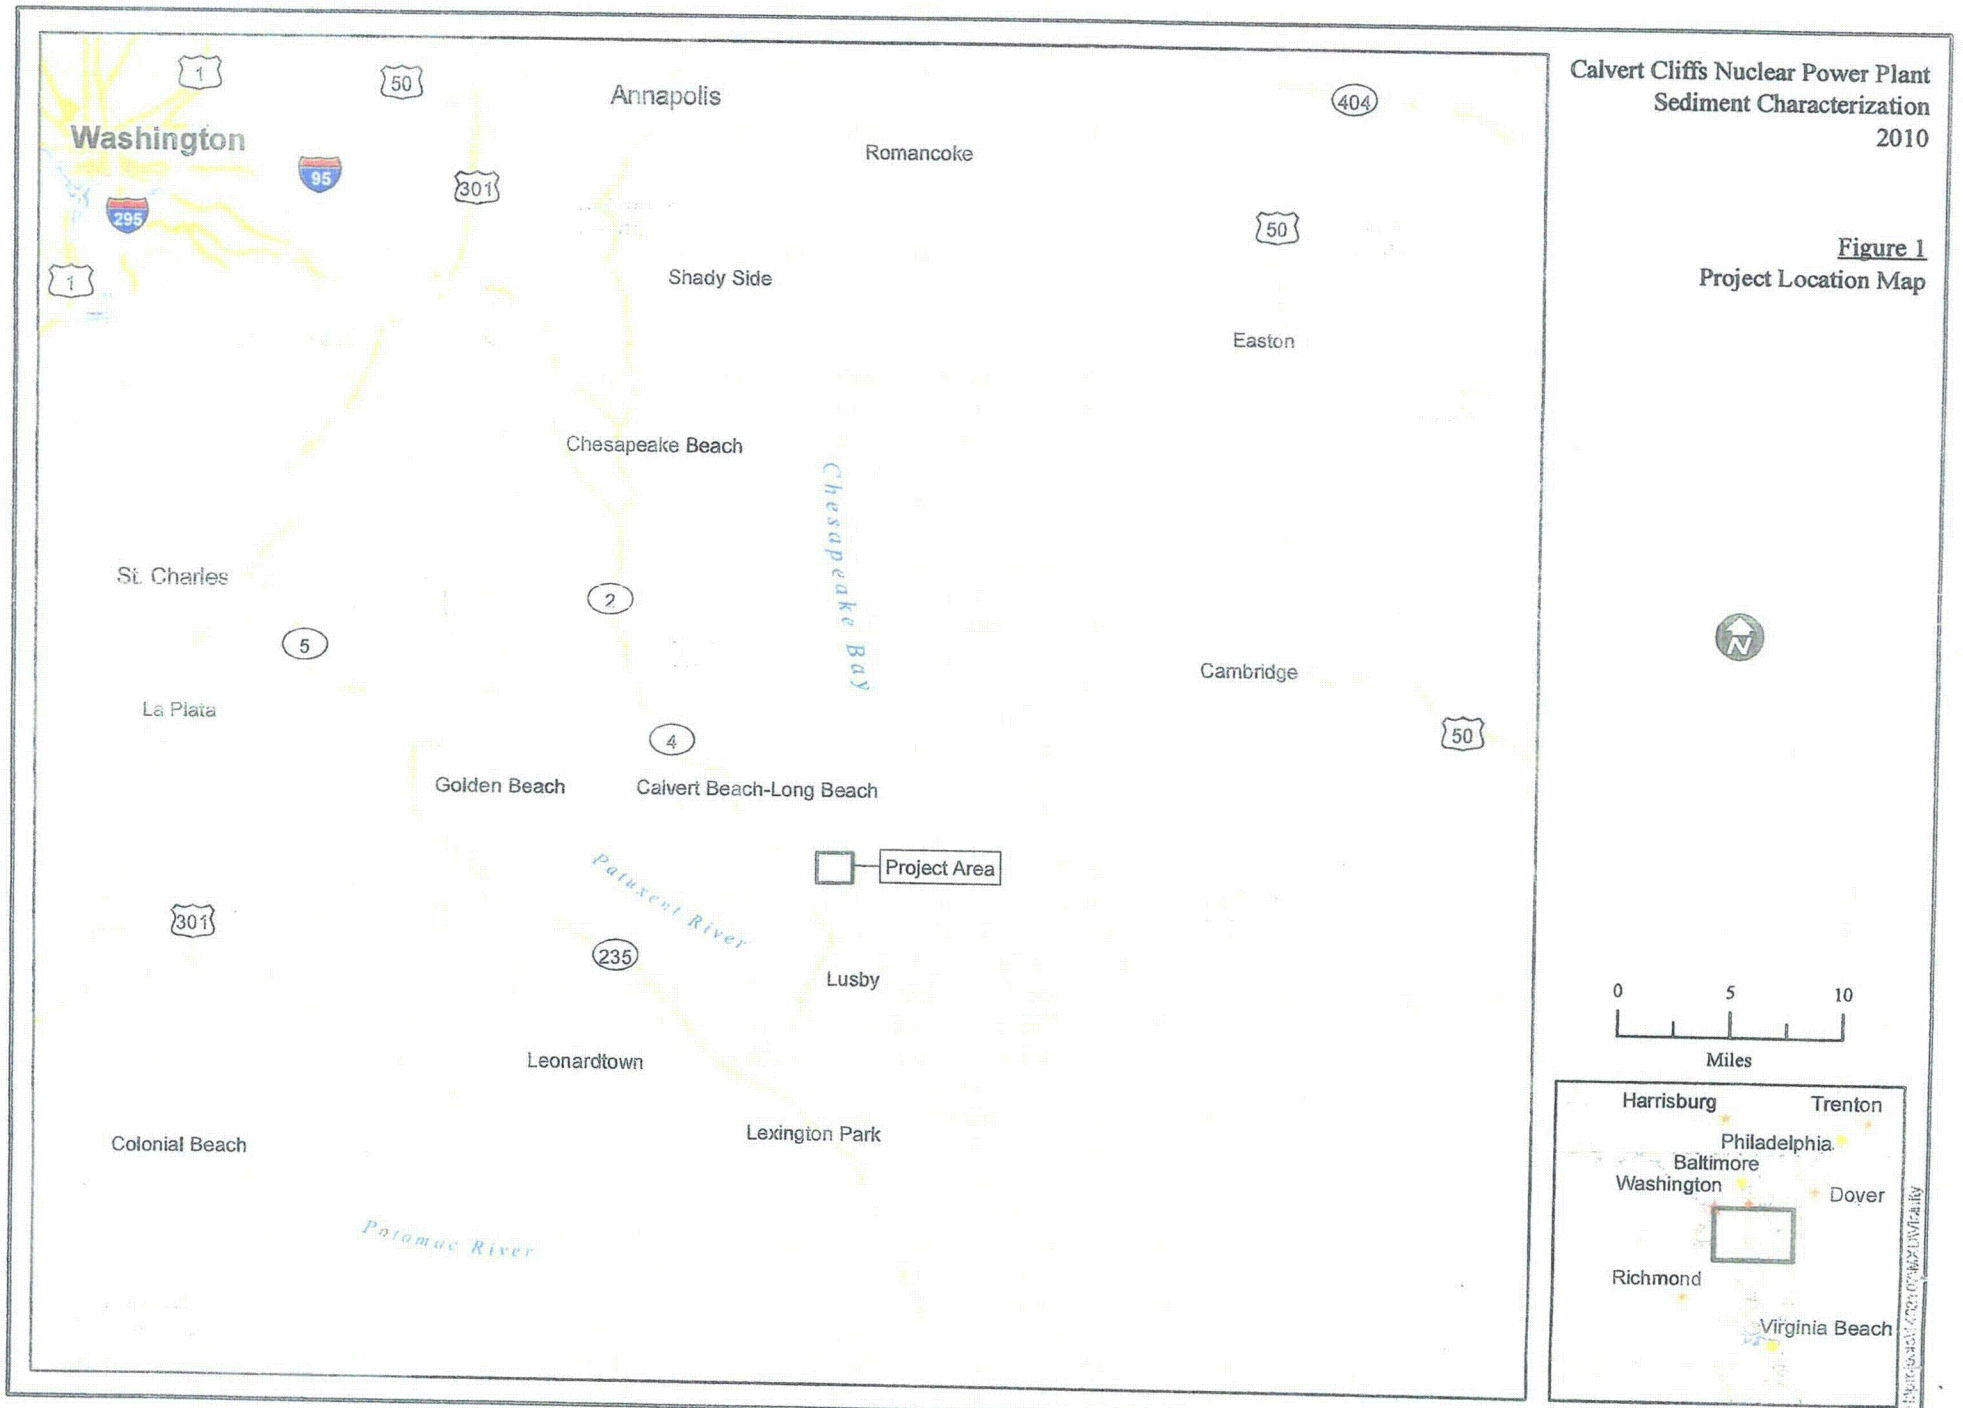 Calvert Cliffs Nuclear Power Plant
Sediment Characterization
2010
Figure 1
Project Location Map
1
50
Annapolis
404
Washington
Romancoke
95
301
295
50
1
Shady Side
Easton
Chesapeake Beach
Chesapeake Bay
St. Charles
2
5
Cambridge
La Plata
4
50
Golden Beach
Calvert Beach-Long Beach
Project Area
Patuxent River
301
235
Lusby
Leonardtown
Lexington Park
Colonial Beach
Potomac River
N
0 5 10
Miles
Harrisburg
Trenton
Philadelphia
Baltimore
Washington
Dover
Richmond
Virginia Beach